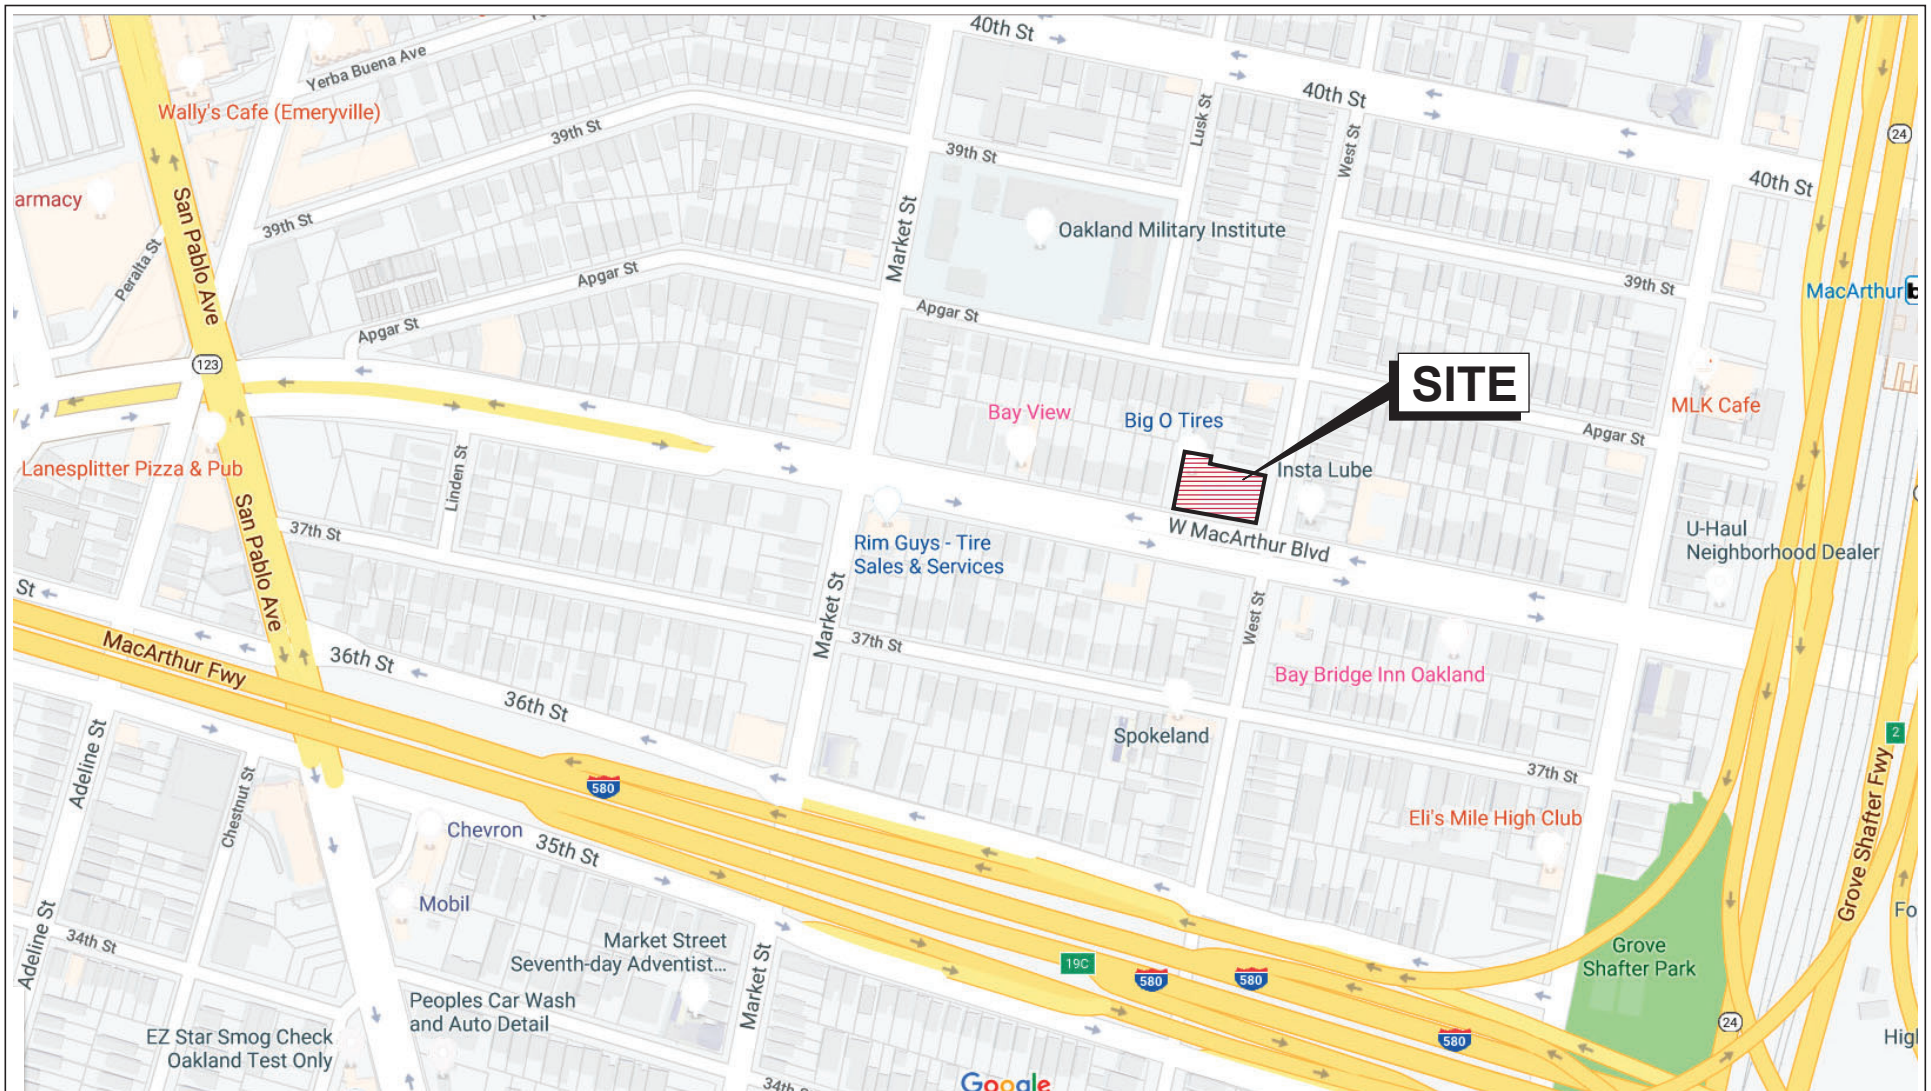 40th St
Yerba Buena Ave
Wally's Cafe (Emeryville)
39th St
Lusk St
40th St
West St
24
39th St
40th St
armacy
San Pablo Ave
39th St
Market St
Oakland Military Institute
Peralta St
Apgar St
39th St
MacArthur
Apgar St
Apgar St
123
SITE
Bay View
Big O Tires
MLK Cafe
Apgar St
Lanesplitter Pizza & Pub
Linden St
Insta Lube
San Pablo Ave
37th St
W MacArthur Blvd
U-Haul
Neighborhood Dealer
Rim Guys - Tire
Sales & Services
St
Market St
West St
MacArthur Fwy
36th St
37th St
Bay Bridge Inn Oakland
36th St
Spokeland
2
Adeline St
Chestnut St
580
37th St
Grove Shafter Fwy
Chevron
35th St
Eli's Mile High Club
Mobil
Adeline St
34th St
Market Street
Seventh-day Adventist...
Market St
19C
580
580
Grove
Shafter Park
Fo
Peoples Car Wash
and Auto Detail
EZ Star Smog Check
Oakland Test Only
24
580
High
34th St
Google